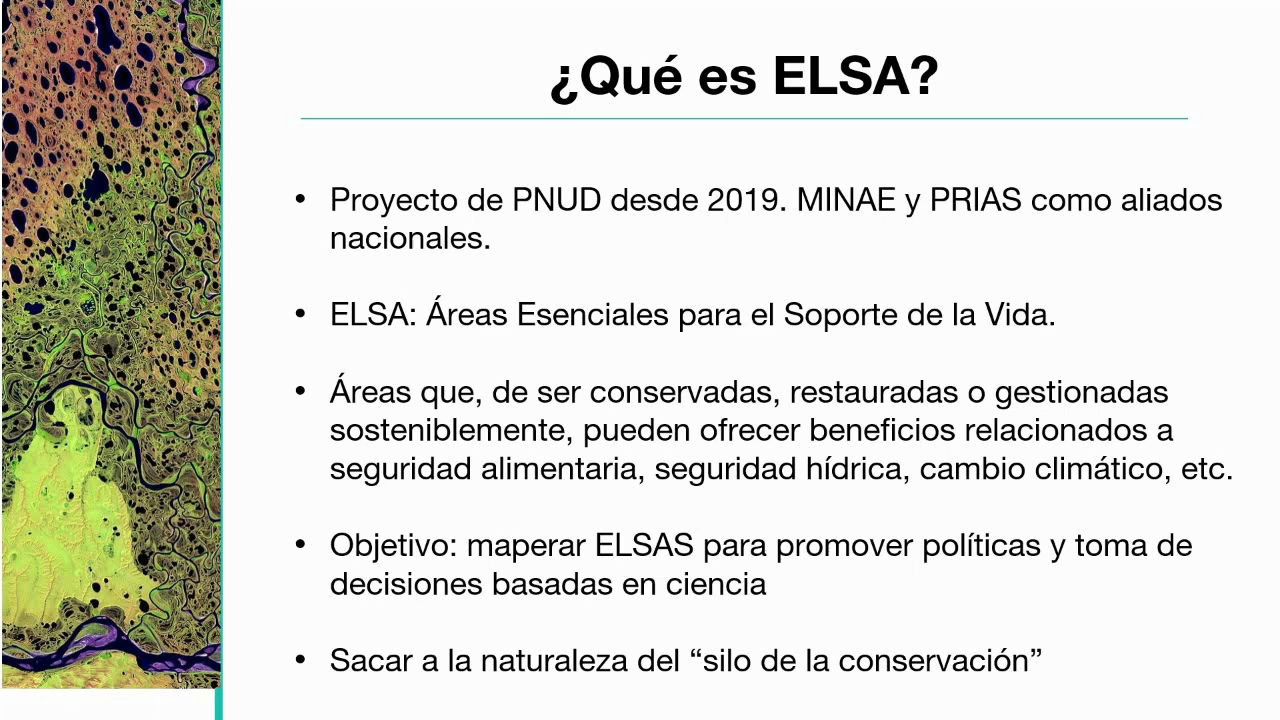 ¿Qué es ELSA?
• Proyecto de PNUD desde 2019. MINAE y PRIAS como aliados
nacionales.
• ELSA: Áreas Esenciales para el Soporte de la Vida.
• Áreas que, de ser conservadas, restauradas o gestionadas
sosteniblemente, pueden ofrecer beneficios relacionados a
seguridad alimentaria, seguridad hídrica, cambio climático, etc.
• Objetivo: maperar ELSAS para promover políticas y toma de
decisiones basadas en ciencia
• Sacar a la naturaleza del “silo de la conservación”